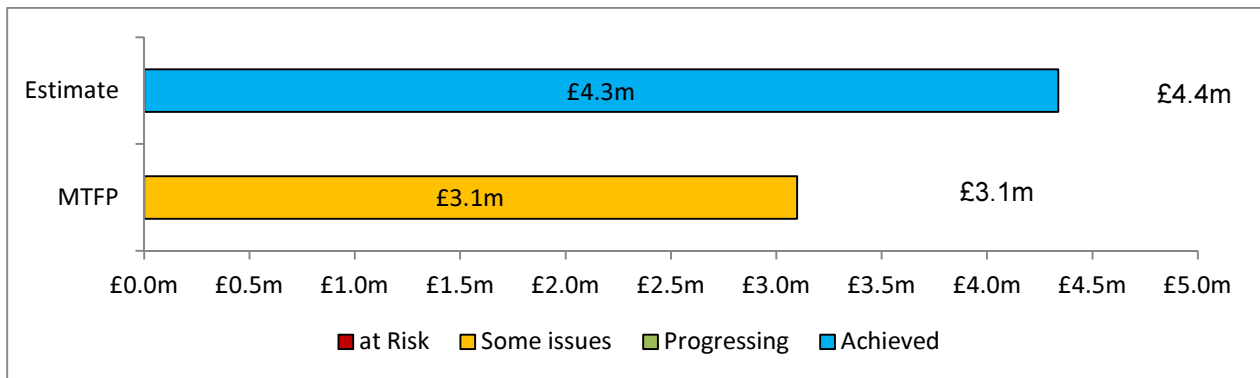 Estimate £4.3m £4.4m
MTFP £3.1m £3.1m
£0.0m £0.5m £1.0m £1.5m £2.0m £2.5m £3.0m £3.5m £4.0m £4.5m £5.0m
at Risk Some issues Progressing Achieved